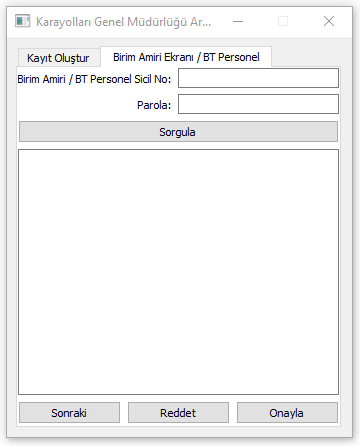 Karayolları Genel Müdürlüğü Ar...
Kayıt Oluştur
Birim Amiri Ekranı / BT Personel
Birim Amiri / BT Personel Sicil No:
Parola:
Sorgula
Sonraki
Reddet
Onayla